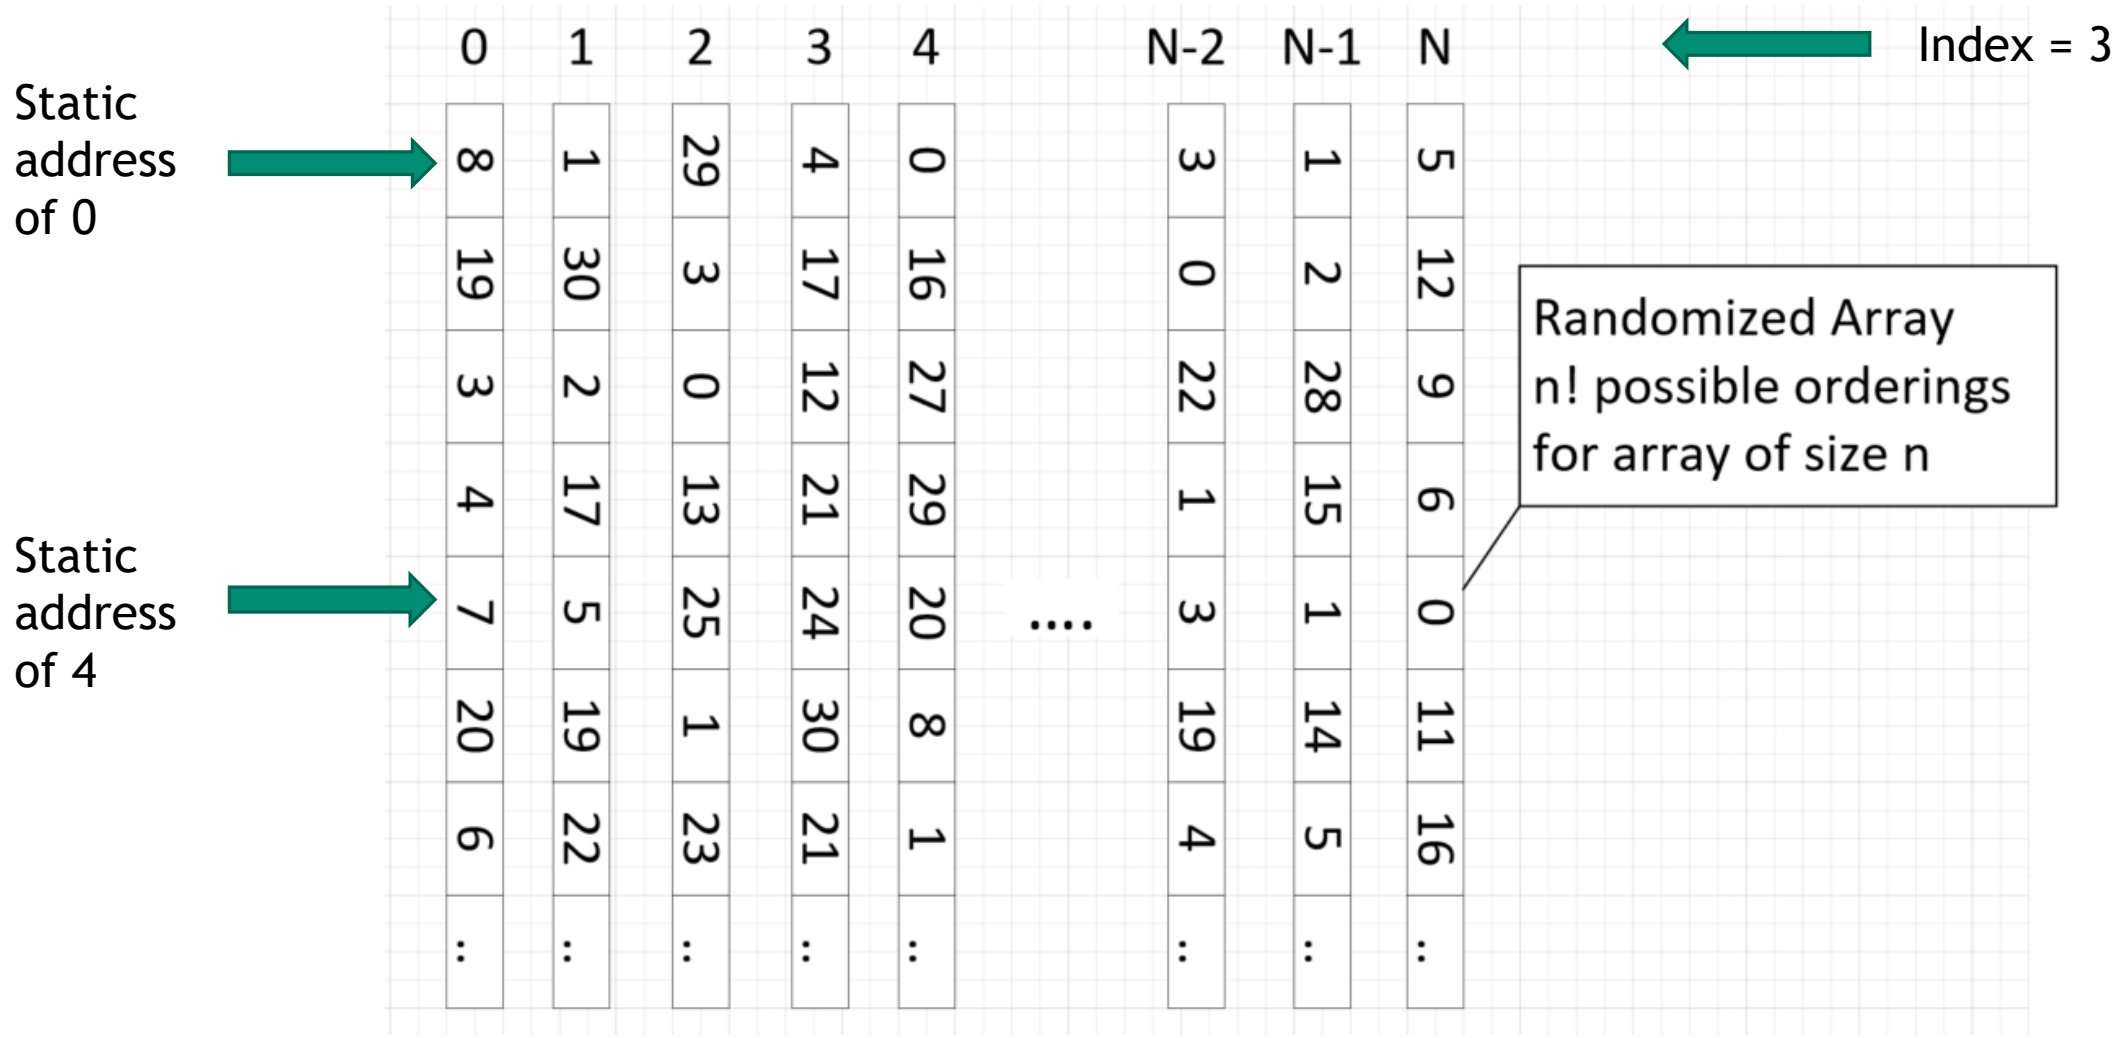 0 1 2 3 4 N-2 N-1 N
Index = 3
Static
address
of 0
8 1 29 4 0 3 1 5
19 30 3 17 16 0 2 12
3 2 0 12 27 22 28 9
4 17 13 21 29 1 15 6
7 5 25 24 20 .... 3 1 0
20 19 1 30 8 19 14 11
6 22 23 21 1 4 5 16
.. .. .. .. .. .. .. ..
Static
address
of 4
Randomized Array
n! possible orderings
for array of size n